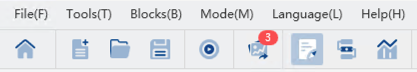 File(F) Tools(T) Blocks(B) Mode(M) Language(L) Help(H)
3